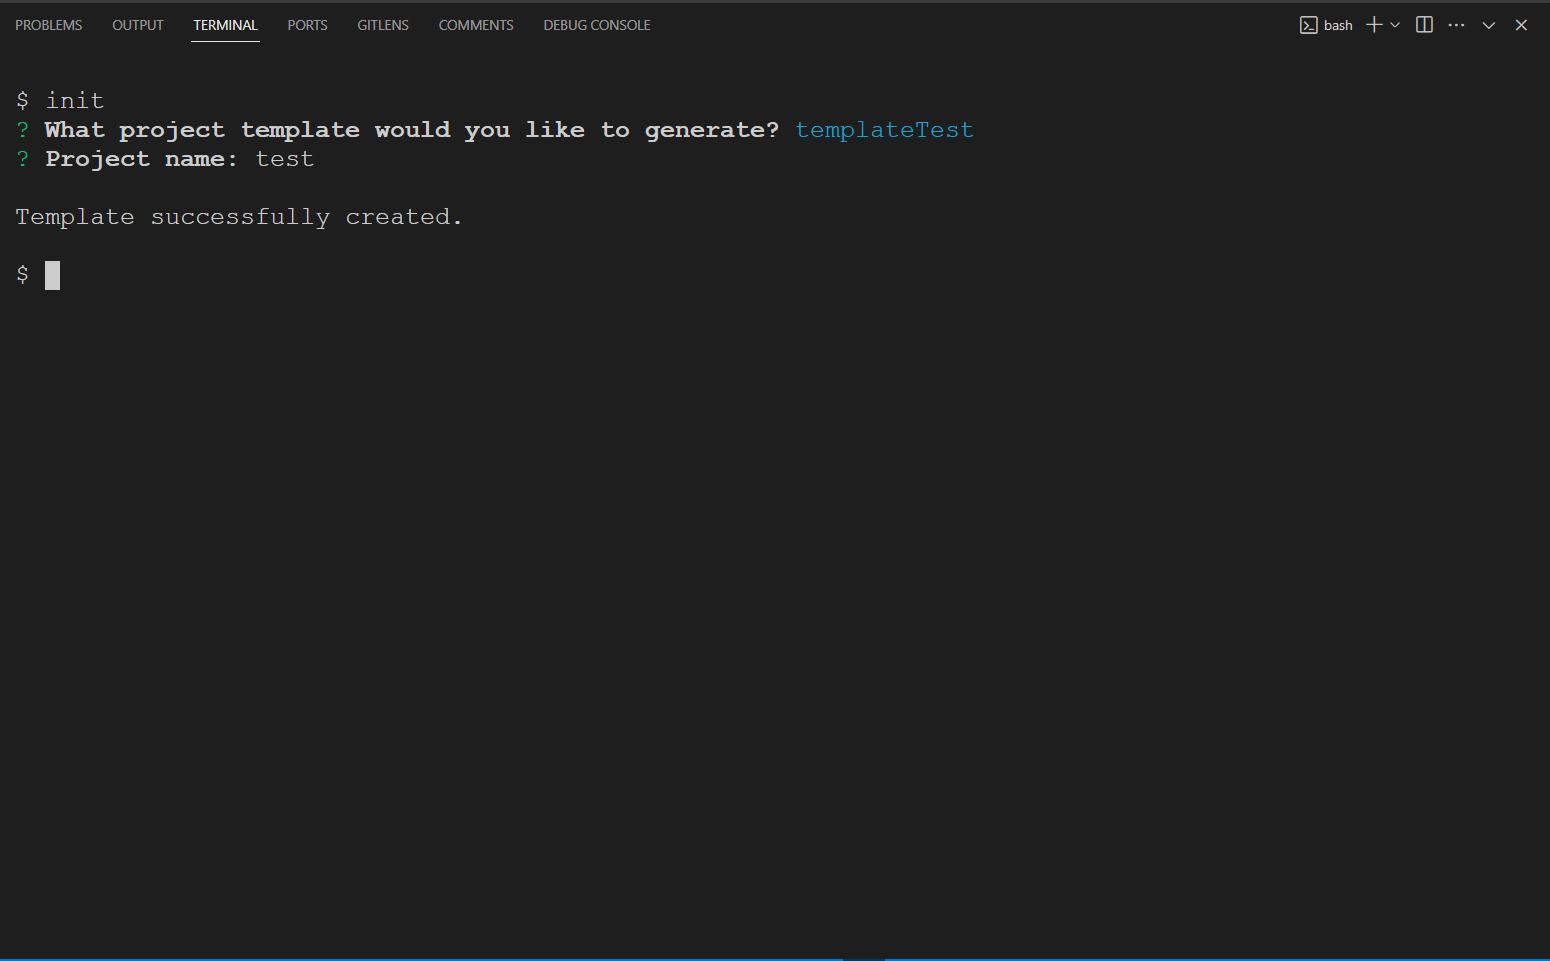 PROBLEMS OUTPUT TERMINAL PORTS GITLENS COMMENTS DEBUG CONSOLE bash
$ init
? What project template would you like to generate? templateTest
? Project name: test
Template successfully created.
$